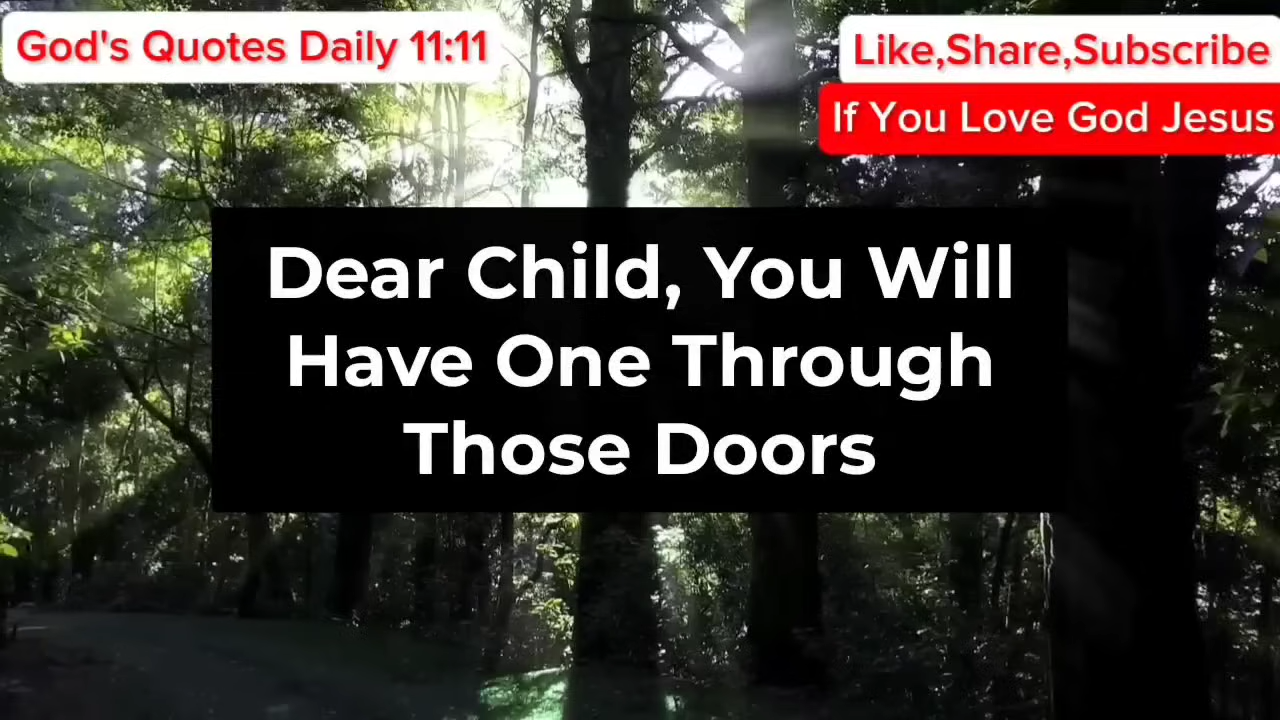 God's Quotes Daily 11:11
Like,Share,Subscribe
If You Love God Jesus
Dear Child, You Will
Have One Through
Those Doors